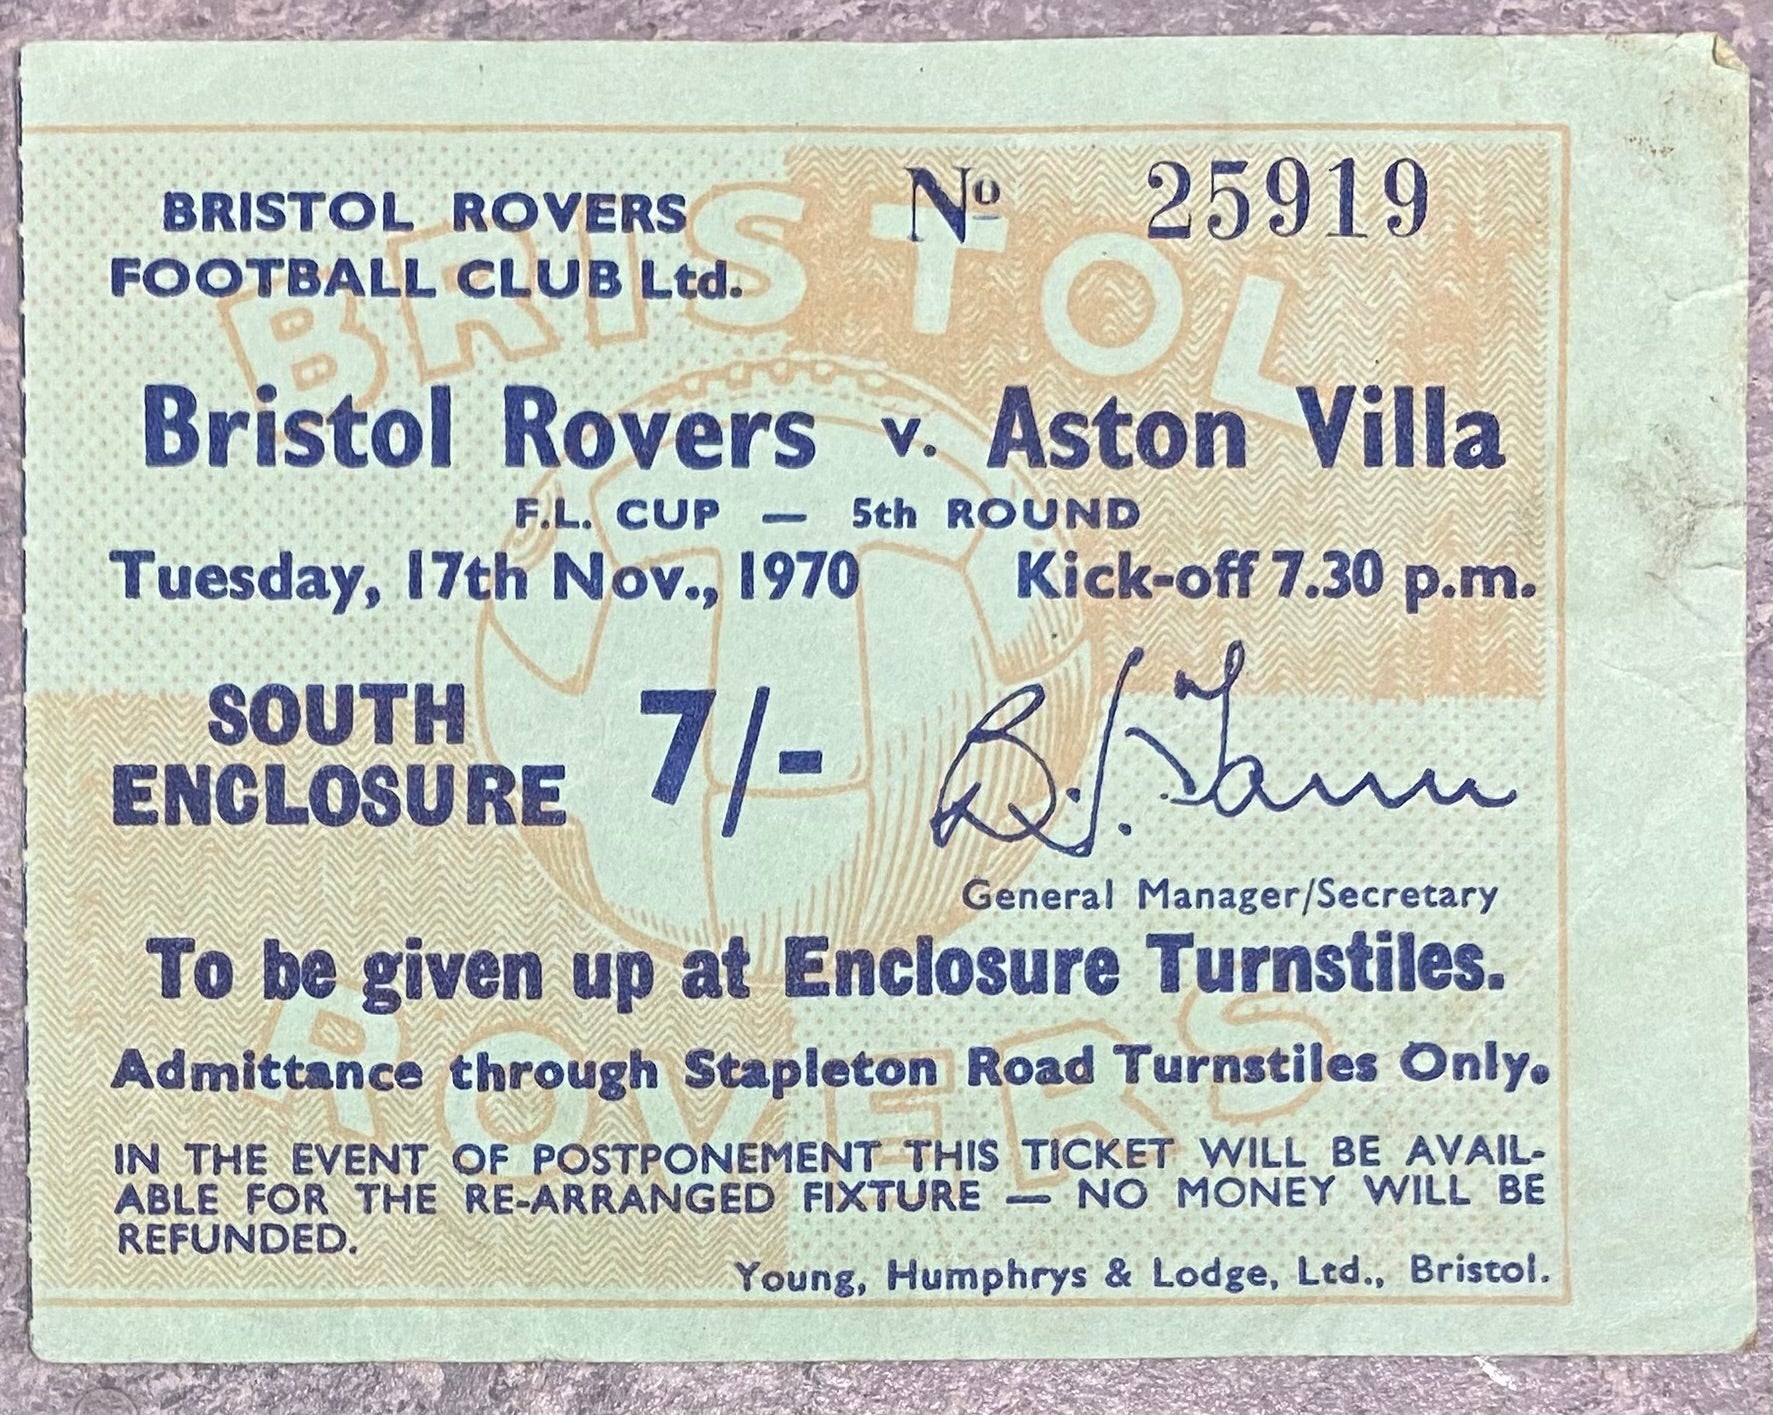 BRISTOL ROVERS
FOOTBALL CLUB Ltd.
Nº 25919
BRISTOL
Bristol Rovers v. Aston Villa
F.L. CUP — 5th ROUND
Tuesday, 17th Nov., 1970 Kick-off 7.30 p.m.
SOUTH
ENCLOSURE
7/-
General Manager/Secretary
To be given up at Enclosure Turnstiles.
ROVERS
Admittance through Stapleton Road Turnstiles Only.
IN THE EVENT OF POSTPONEMENT THIS TICKET WILL BE AVAIL-
ABLE FOR THE RE-ARRANGED FIXTURE — NO MONEY WILL BE
REFUNDED.
Young, Humphrys & Lodge, Ltd., Bristol.